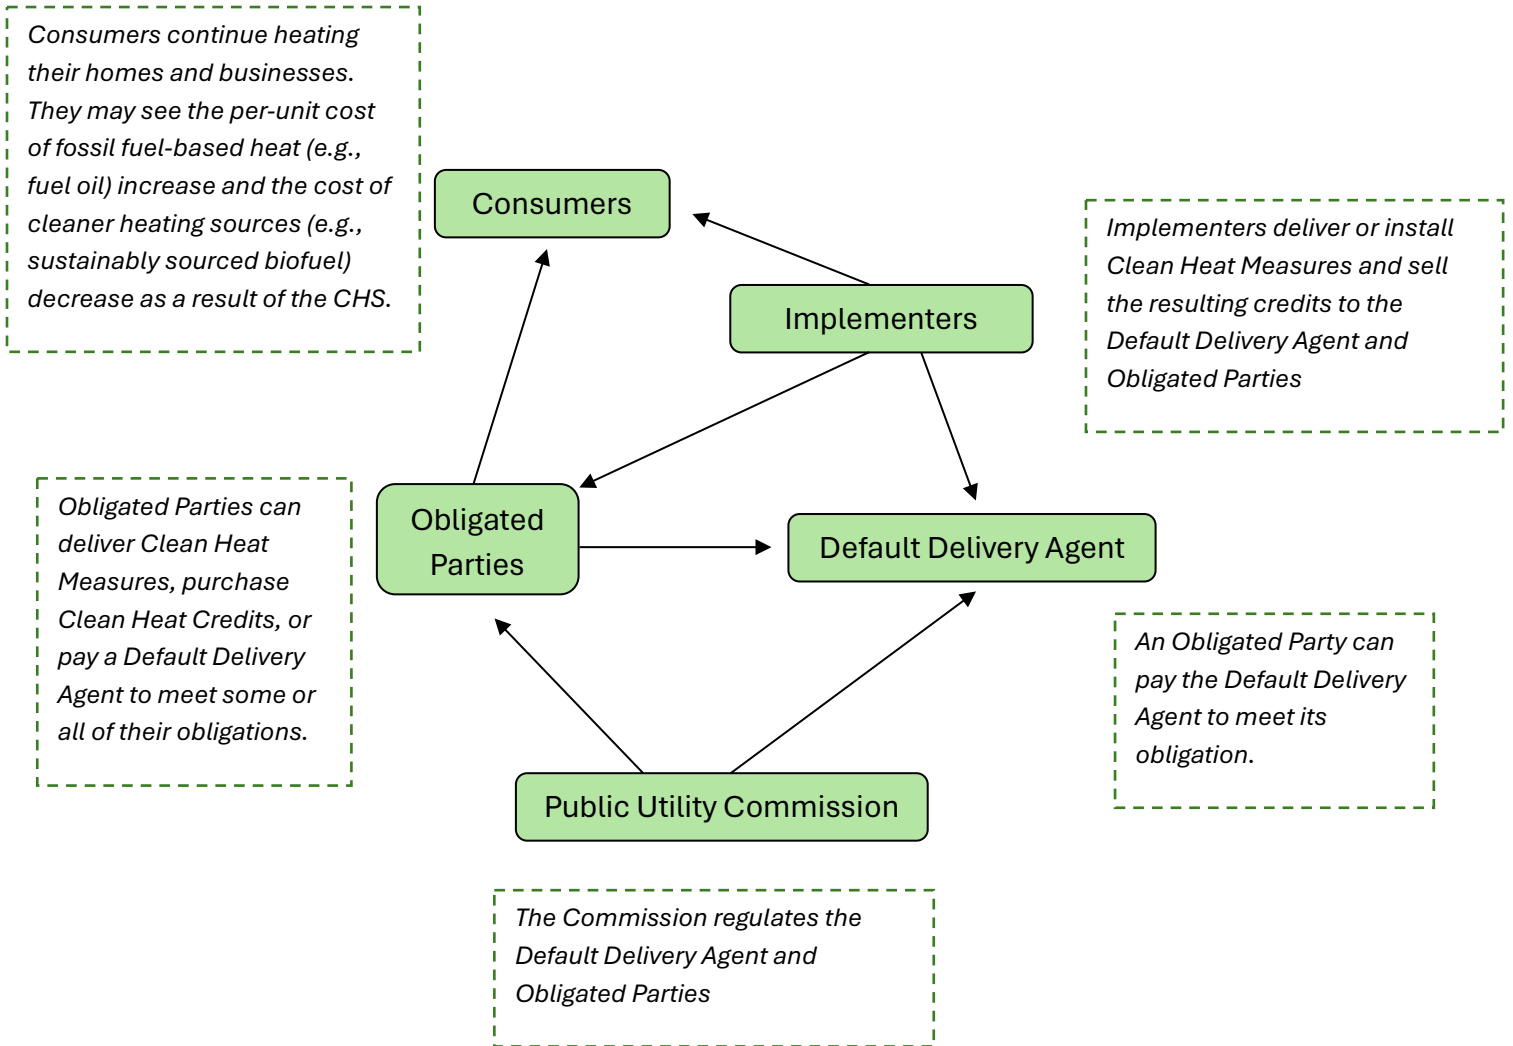 Consumers continue heating
their homes and businesses.
They may see the per-unit cost
of fossil fuel-based heat (e.g.,
fuel oil) increase and the cost of
cleaner heating sources (e.g.,
sustainably sourced biofuel)
decrease as a result of the CHS.
Consumers
Implementers
Implementers deliver or install
Clean Heat Measures and sell
the resulting credits to the
Default Delivery Agent and
Obligated Parties
Obligated Parties can
deliver Clean Heat
Measures, purchase
Clean Heat Credits, or
pay a Default Delivery
Agent to meet some or
all of their obligations.
Obligated
Parties
Default Delivery Agent
An Obligated Party can
pay the Default Delivery
Agent to meet its
obligation.
Public Utility Commission
The Commission regulates the
Default Delivery Agent and
Obligated Parties